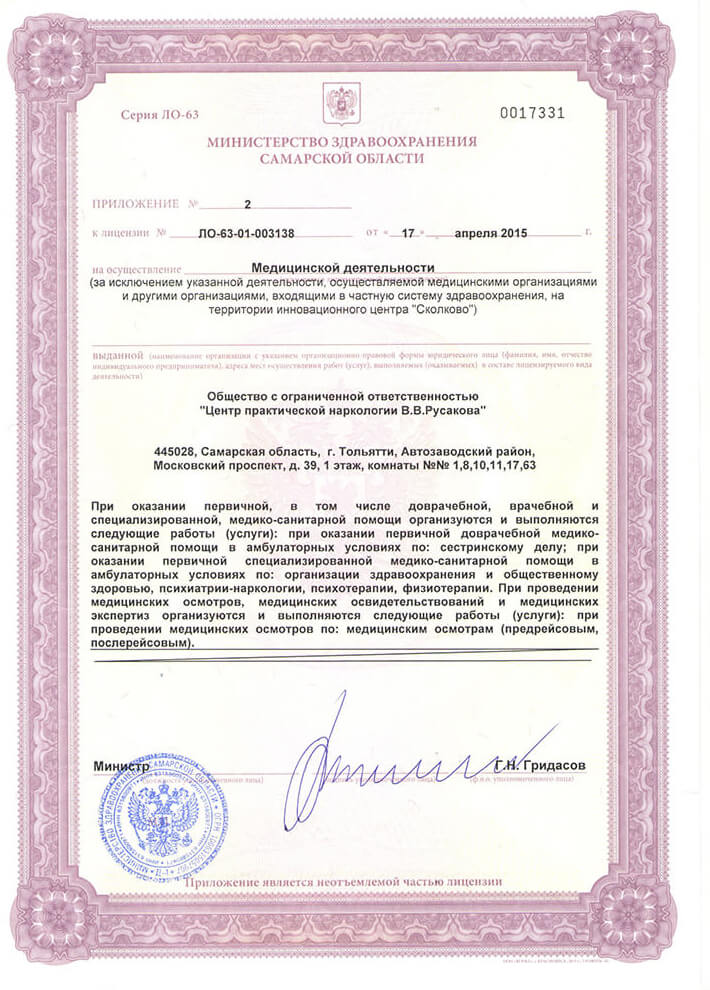 Серия ЛО-63
0017331
МИНИСТЕРСТВО ЗДРАВООХРАНЕНИЯ
САМАРСКОЙ ОБЛАСТИ
ПРИЛОЖЕНИЕ № 2
к лицензии № ЛО-63-01-003138 от « 17 » апреля 2015 г.
на осуществление Медицинской деятельности
(за исключением указанной деятельности, осуществляемой медицинскими организациями
и другими организациями, входящими в частную систему здравоохранения, на
территории инновационного центра "Сколково")
выданной (наименование организации с указанием организационно-правовой формы юридического лица (фамилия, имя, отчество
индивидуального предпринимателя), адреса мест осуществления работ (услуг), выполняемых (оказываемых) в составе лицензируемого вида
деятельности)
Общество с ограниченной ответственностью
"Центр практической наркологии В.В.Русакова"
445028, Самарская область, г. Тольятти, Автозаводский район,
Московский проспект, д. 39, 1 этаж, комнаты №№ 1,8,10,11,17,63
При оказании первичной, в том числе доврачебной, врачебной и
специализированной, медико-санитарной помощи организуются и выполняются
следующие работы (услуги): при оказании первичной доврачебной медико-
санитарной помощи в амбулаторных условиях по: сестринскому делу; при
оказании первичной специализированной медико-санитарной помощи в
амбулаторных условиях по: организации здравоохранения и общественному
здоровью, психиатрии-наркологии, психотерапии, физиотерапии. При проведении
медицинских осмотров, медицинских освидетельствований и медицинских
экспертиз организуются и выполняются следующие работы (услуги): при
проведении медицинских осмотров по: медицинским осмотрам (предрейсовым,
послерейсовым).
Министр
Г.Н. Гридасов
(ф.и.о. уполномоченного лица)
Приложение является неотъемлемой частью лицензии